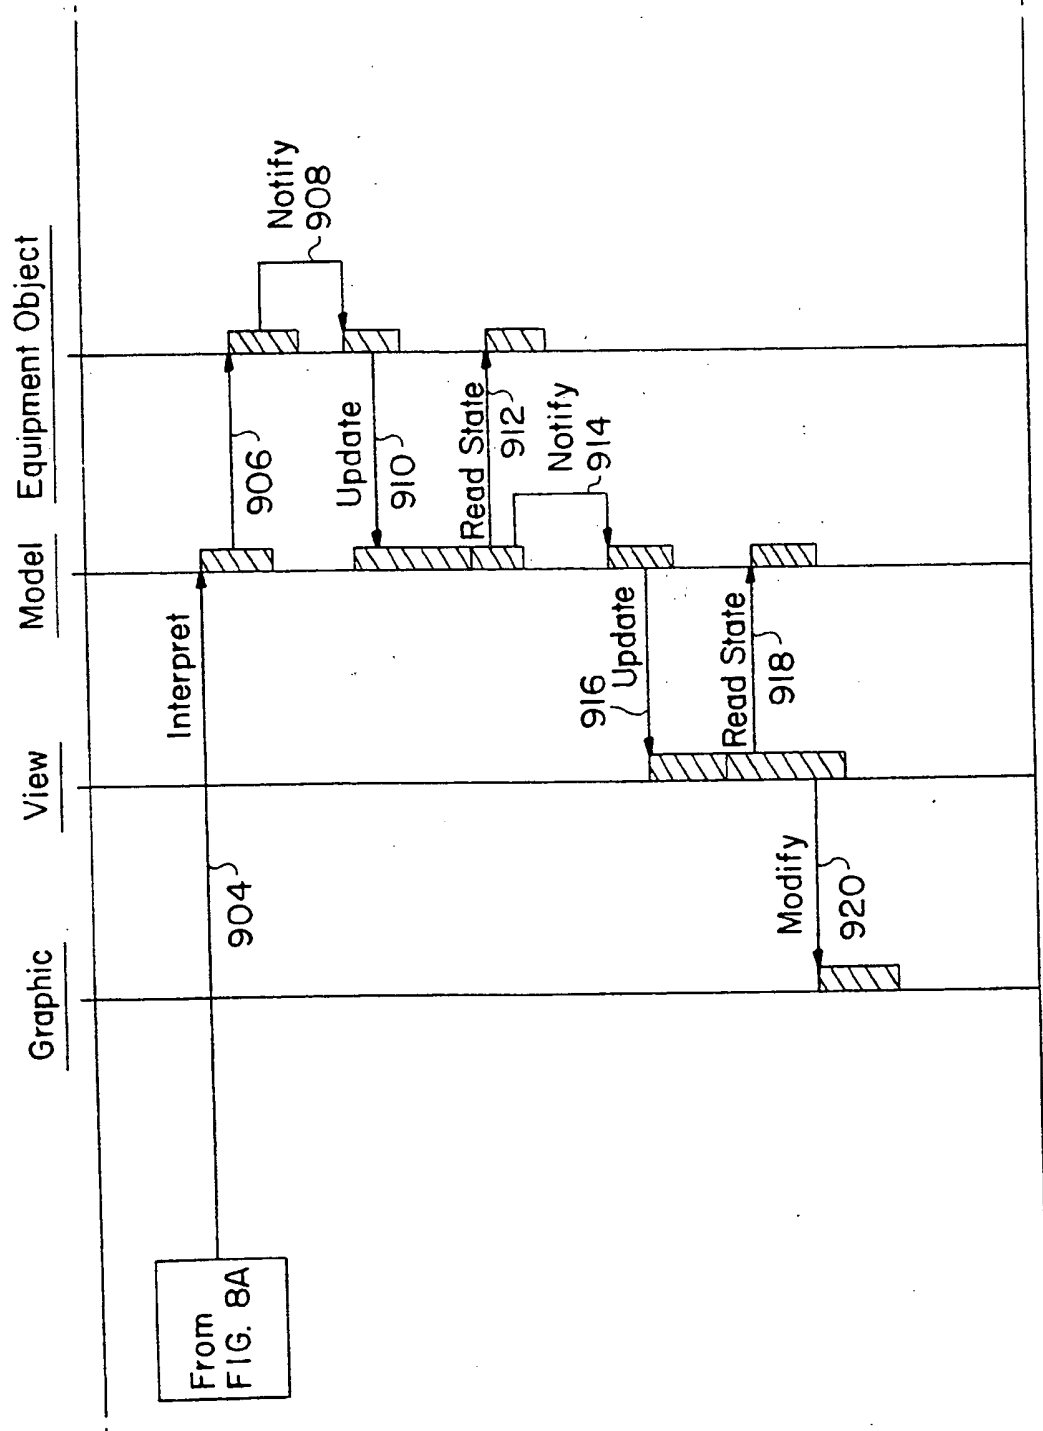 Graphic
View
Model
Equipment Object
From
FIG. 8A
904
Interpret
906
Notify
908
Update
910
Read State
912
Notify
914
916
Update
Read State
918
Modify
920